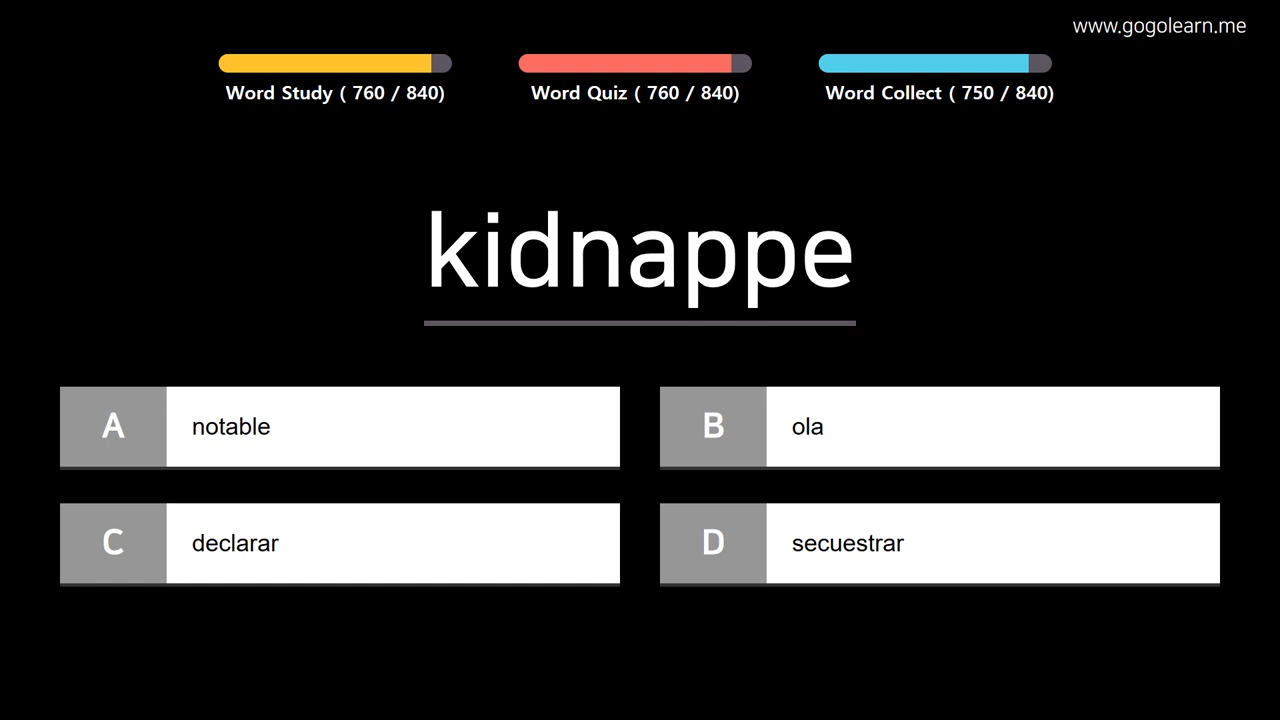 www.gogolearn.me
Word Study ( 760 / 840)
Word Quiz ( 760 / 840)
Word Collect ( 750 / 840)
kidnappe
A notable
B ola
C declarar
D secuestrar